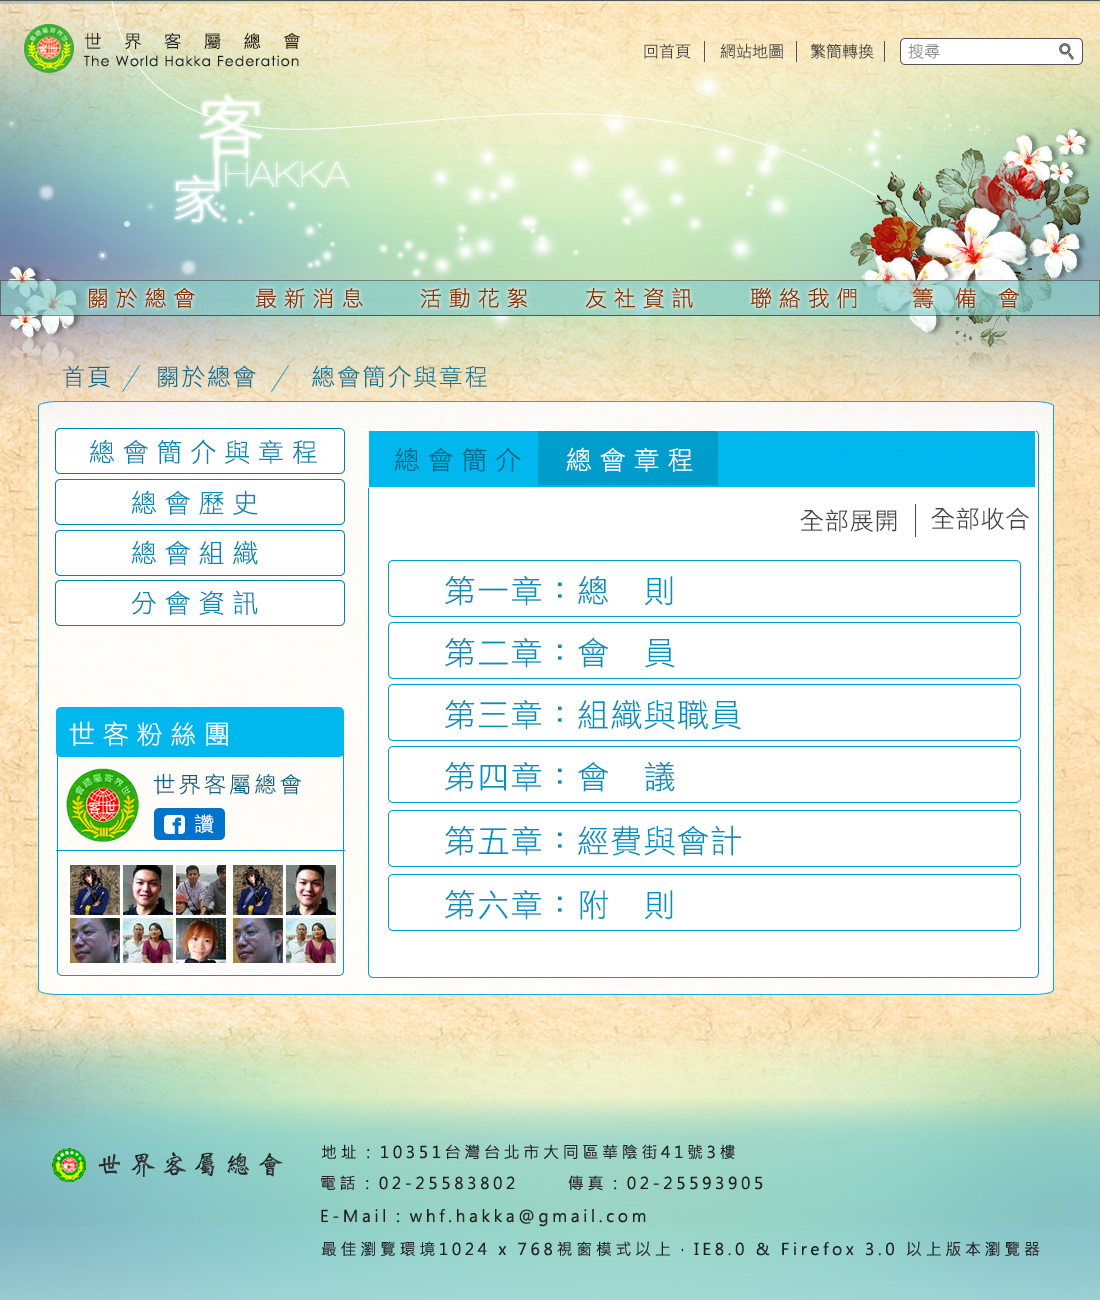 世界客屬總會
The World Hakka Federation
回首頁
網站地圖
繁簡轉換
搜尋
客家
HAKKA
關於總會
最新消息
活動花絮
友社資訊
聯絡我們
籌備會
首頁 / 關於總會 / 總會簡介與章程
總會簡介與章程
總會歷史
總會組織
分會資訊
總會簡介
總會章程
全部展開
全部收合
第一章：總　則
第二章：會　員
第三章：組織與職員
第四章：會　議
第五章：經費與會計
第六章：附　則
世客粉絲團
世界客屬總會
讚
世界客屬總會
地址：10351台灣台北市大同區華陰街41號3樓
電話：02-25583802　傳真：02-25593905
E-Mail：whf.hakka@gmail.com
最佳瀏覽環境1024 x 768視窗模式以上‧IE8.0 & Firefox 3.0 以上版本瀏覽器